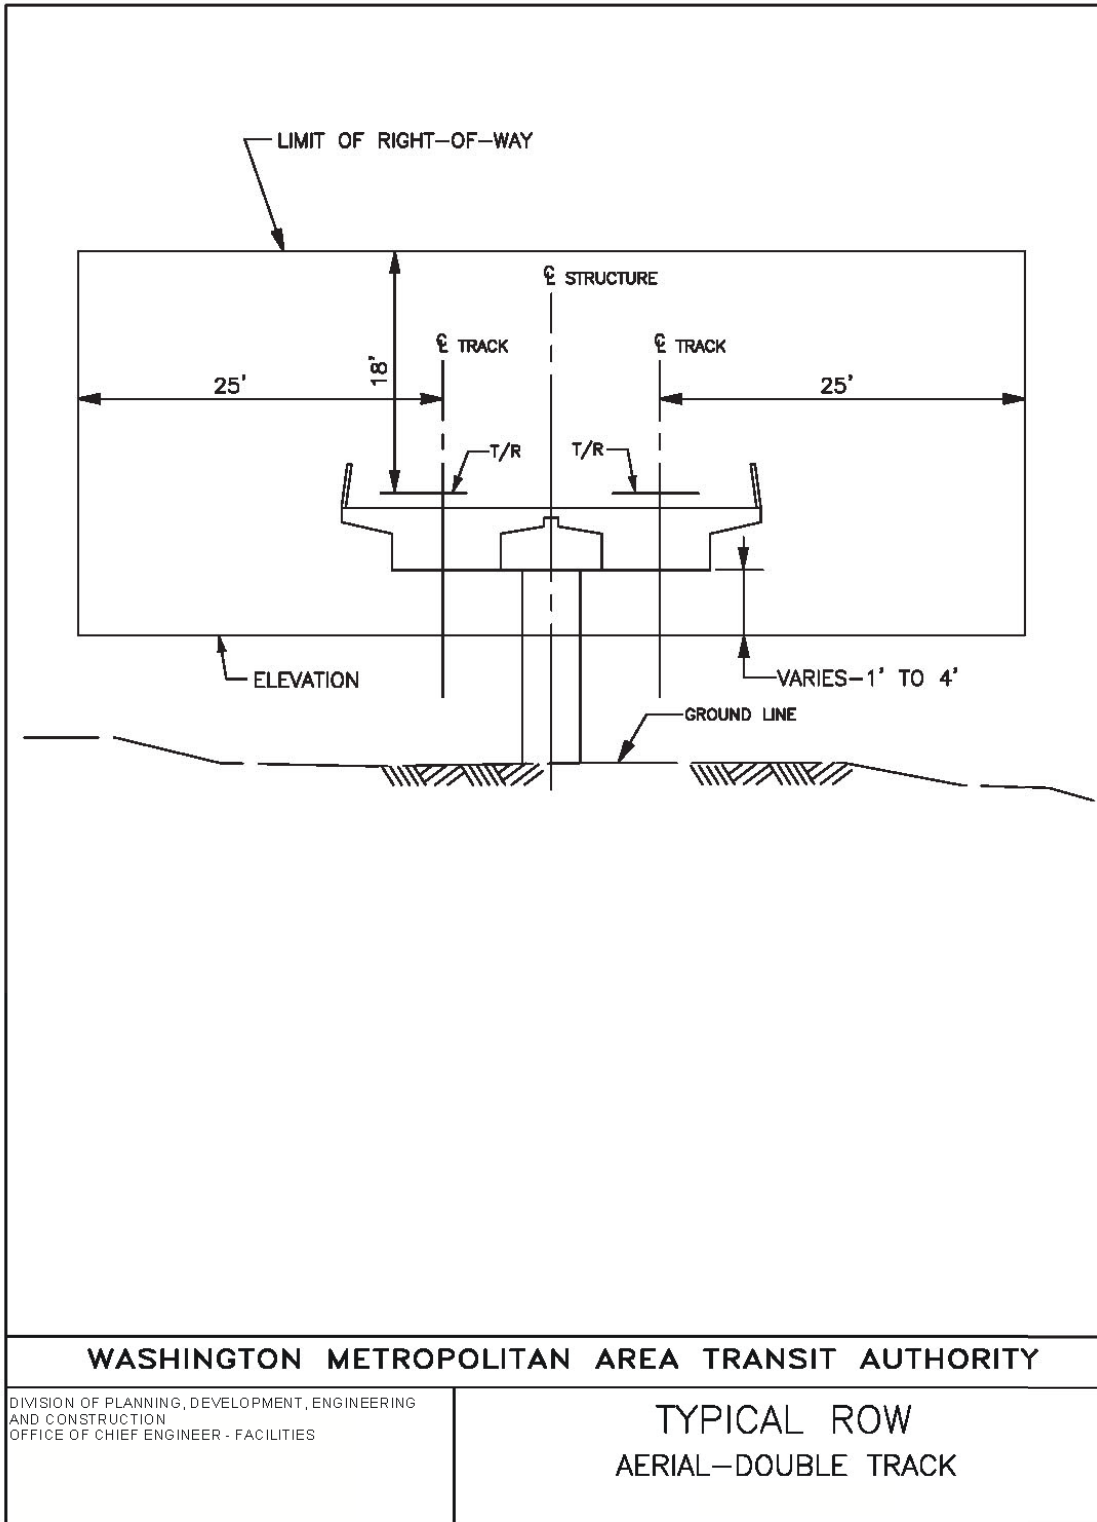 LIMIT OF RIGHT-OF-WAY
℄ STRUCTURE
℄ TRACK
℄ TRACK
18'
25'
25'
T/R
T/R
ELEVATION
VARIES-1' TO 4'
GROUND LINE
WASHINGTON METROPOLITAN AREA TRANSIT AUTHORITY
DIVISION OF PLANNING, DEVELOPMENT, ENGINEERING
AND CONSTRUCTION
OFFICE OF CHIEF ENGINEER - FACILITIES
TYPICAL ROW
AERIAL-DOUBLE TRACK